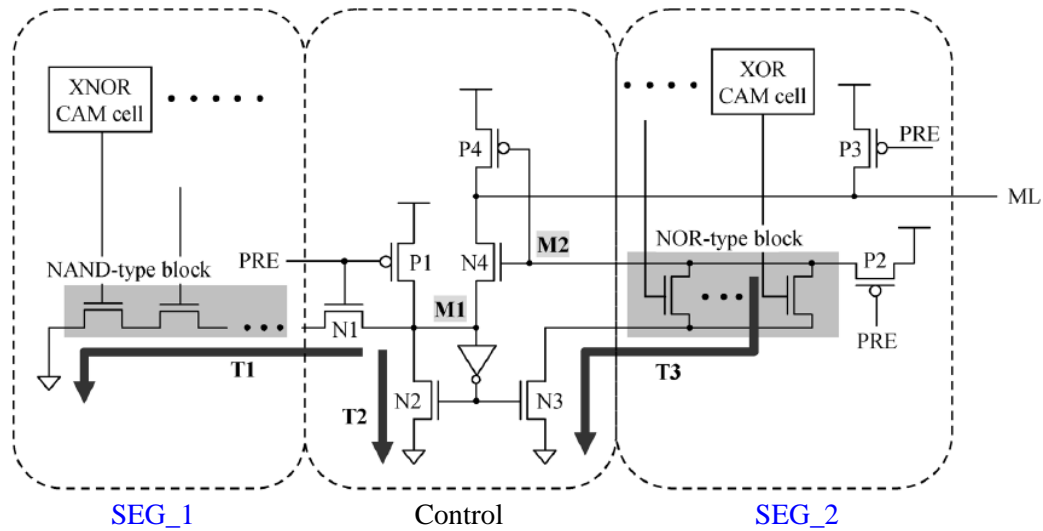 XNOR
CAM cell
XOR
CAM cell
P4
P3
PRE
ML
NAND-type block
PRE
P1
N4
M2
NOR-type block
P2
M1
N1
PRE
T1
T2
N2
N3
T3
SEG_1
Control
SEG_2